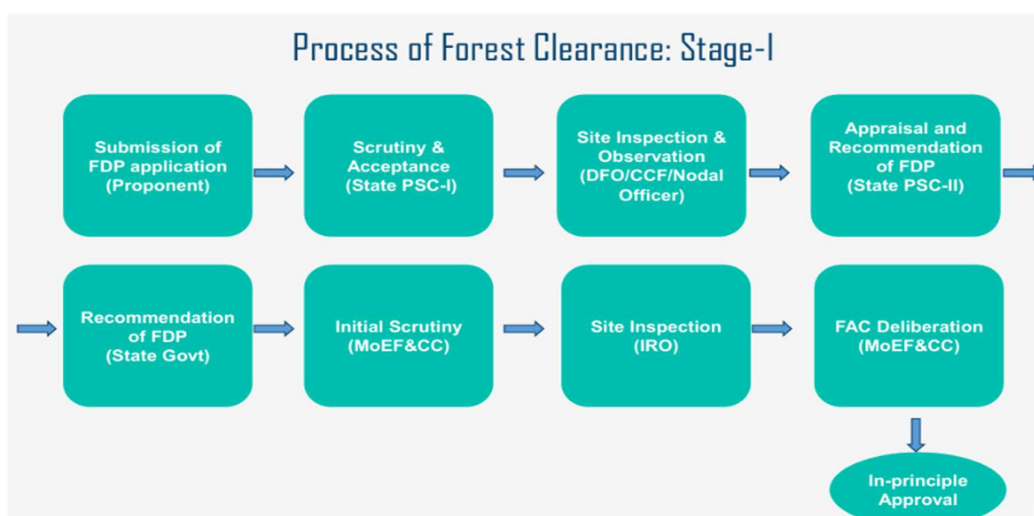 Process of Forest Clearance: Stage-I
Submission of
FDP application
(Proponent)
Scrutiny &
Acceptance
(State PSC-I)
Site Inspection &
Observation
(DFO/CCF/Nodal
Officer)
Appraisal and
Recommendation
of FDP
(State PSC-II)
Recommendation
of FDP
(State Govt)
Initial Scrutiny
(MoEF&CC)
Site Inspection
(IRO)
FAC Deliberation
(MoEF&CC)
In-principle
Approval